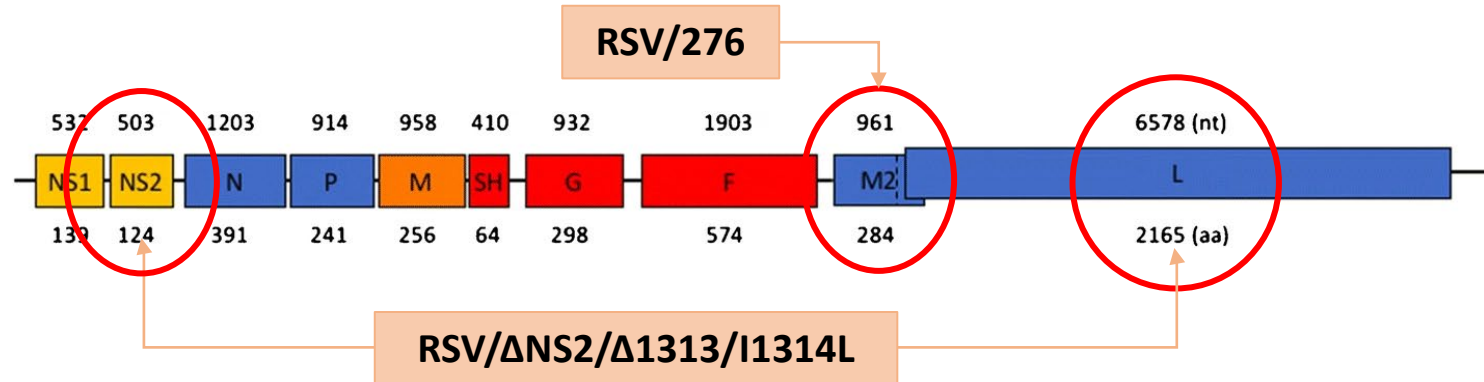 RSV/276
532 503 1203 914 958 410 932 1903 961 6578 (nt)
NS1 NS2 N P M SH G F M2 L
139 124 391 241 256 64 298 574 284 2165 (aa)
RSV/ΔNS2/Δ1313/I1314L